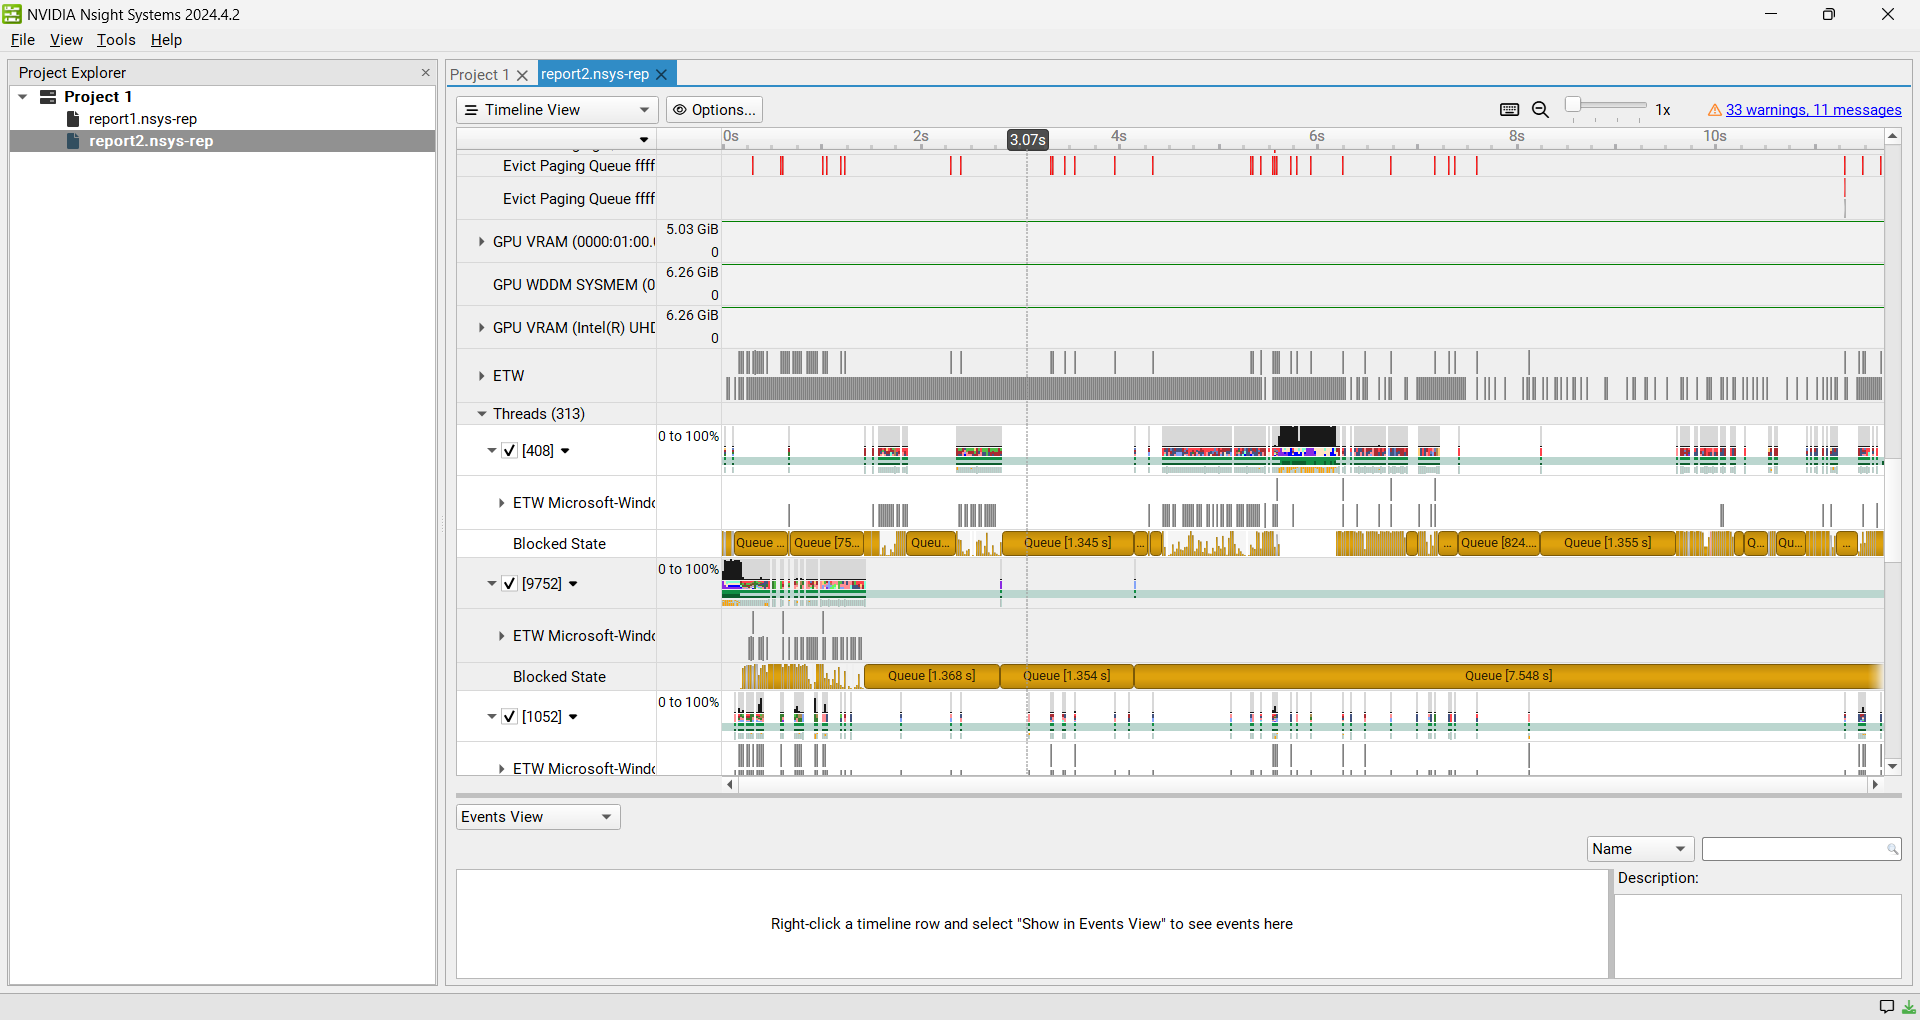 NVIDIA Nsight Systems 2024.4.2
File View Tools Help
Project Explorer
Project 1
report1.nsys-rep
report2.nsys-rep
Project 1
report2.nsys-rep
Timeline View
Options...
1x
33 warnings, 11 messages
0s 2s 3.07s 4s 6s 8s 10s
Evict Paging Queue ffff
Evict Paging Queue ffff
GPU VRAM (0000:01:00.
5.03 GiB
0
GPU WDDM SYSMEM (0
6.26 GiB
0
GPU VRAM (Intel(R) UHD
6.26 GiB
0
ETW
Threads (313)
[408]
0 to 100%
ETW Microsoft-Windo
Blocked State
Queue ... Queue [75... Queu... Queue [1.345 s] ... Queue [824.... Queue [1.355 s] Q... Qu... ...
[9752]
0 to 100%
ETW Microsoft-Windo
Blocked State
Queue [1.368 s] Queue [1.354 s] Queue [7.548 s]
[1052]
0 to 100%
ETW Microsoft-Windo
Events View
Name
Description:
Right-click a timeline row and select "Show in Events View" to see events here